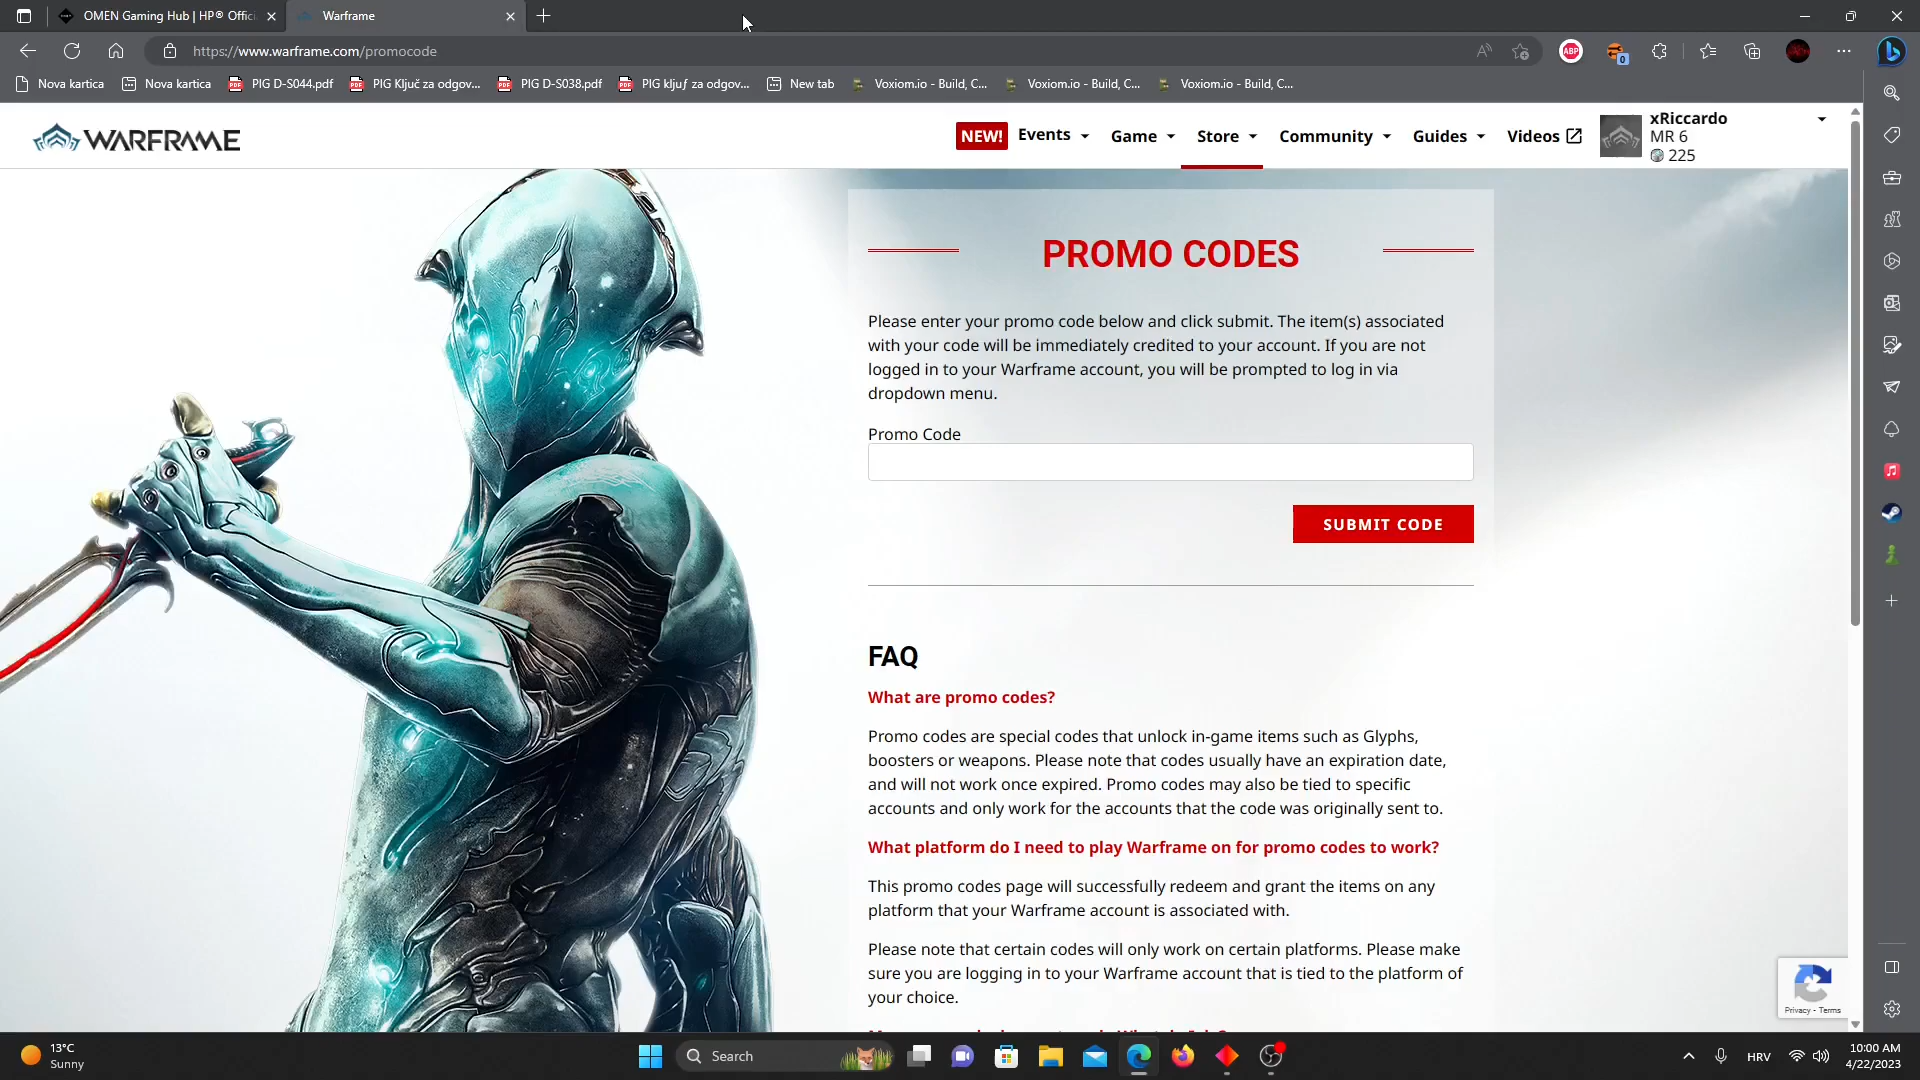 OMEN Gaming Hub | HP® Offici
Warframe
https://www.warframe.com/promocode
ABP
0
Nova kartica
Nova kartica
PIG D-S044.pdf
PIG Ključ za odgov...
PIG D-S038.pdf
PIG kljuƒ za odgov...
New tab
Voxiom.io - Build, C...
Voxiom.io - Build, C...
Voxiom.io - Build, C...
WARFRAME
NEW!
Events
Game
Store
Community
Guides
Videos
xRiccardo
MR 6
225
PROMO CODES
Please enter your promo code below and click submit. The item(s) associated
with your code will be immediately credited to your account. If you are not
logged in to your Warframe account, you will be prompted to log in via
dropdown menu.
Promo Code
SUBMIT CODE
FAQ
What are promo codes?
Promo codes are special codes that unlock in-game items such as Glyphs,
boosters or weapons. Please note that codes usually have an expiration date,
and will not work once expired. Promo codes may also be tied to specific
accounts and only work for the accounts that the code was originally sent to.
What platform do I need to play Warframe on for promo codes to work?
This promo codes page will successfully redeem and grant the items on any
platform that your Warframe account is associated with.
Please note that certain codes will only work on certain platforms. Please make
sure you are logging in to your Warframe account that is tied to the platform of
your choice.
Privacy - Terms
13°C
Sunny
Search
HRV
10:00 AM
4/22/2023